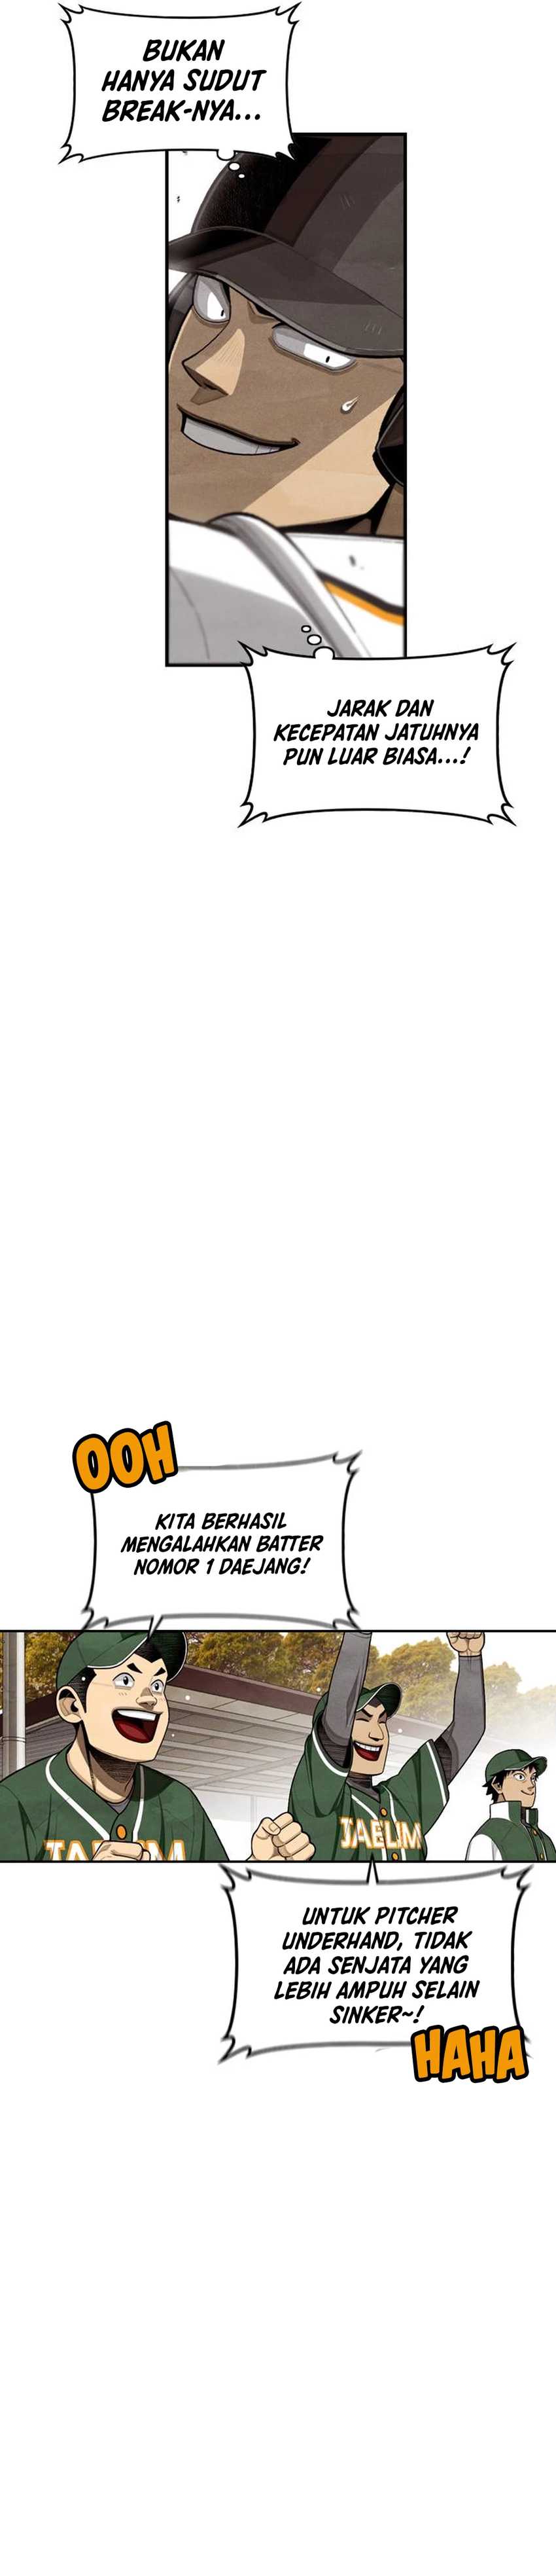 BUKAN
HANYA SUDUT
BREAK-NYA...
JARAK DAN
KECEPATAN JATUHNYA
PUN LUAR BIASA...!
OOH
KITA BERHASIL
MENGALAHKAN BATTER
NOMOR 1 DAEJANG!
JAELIM
JAELIM
UNTUK PITCHER
UNDERHAND, TIDAK
ADA SENJATA YANG
LEBIH AMPUH SELAIN
SINKER~!
HAHA